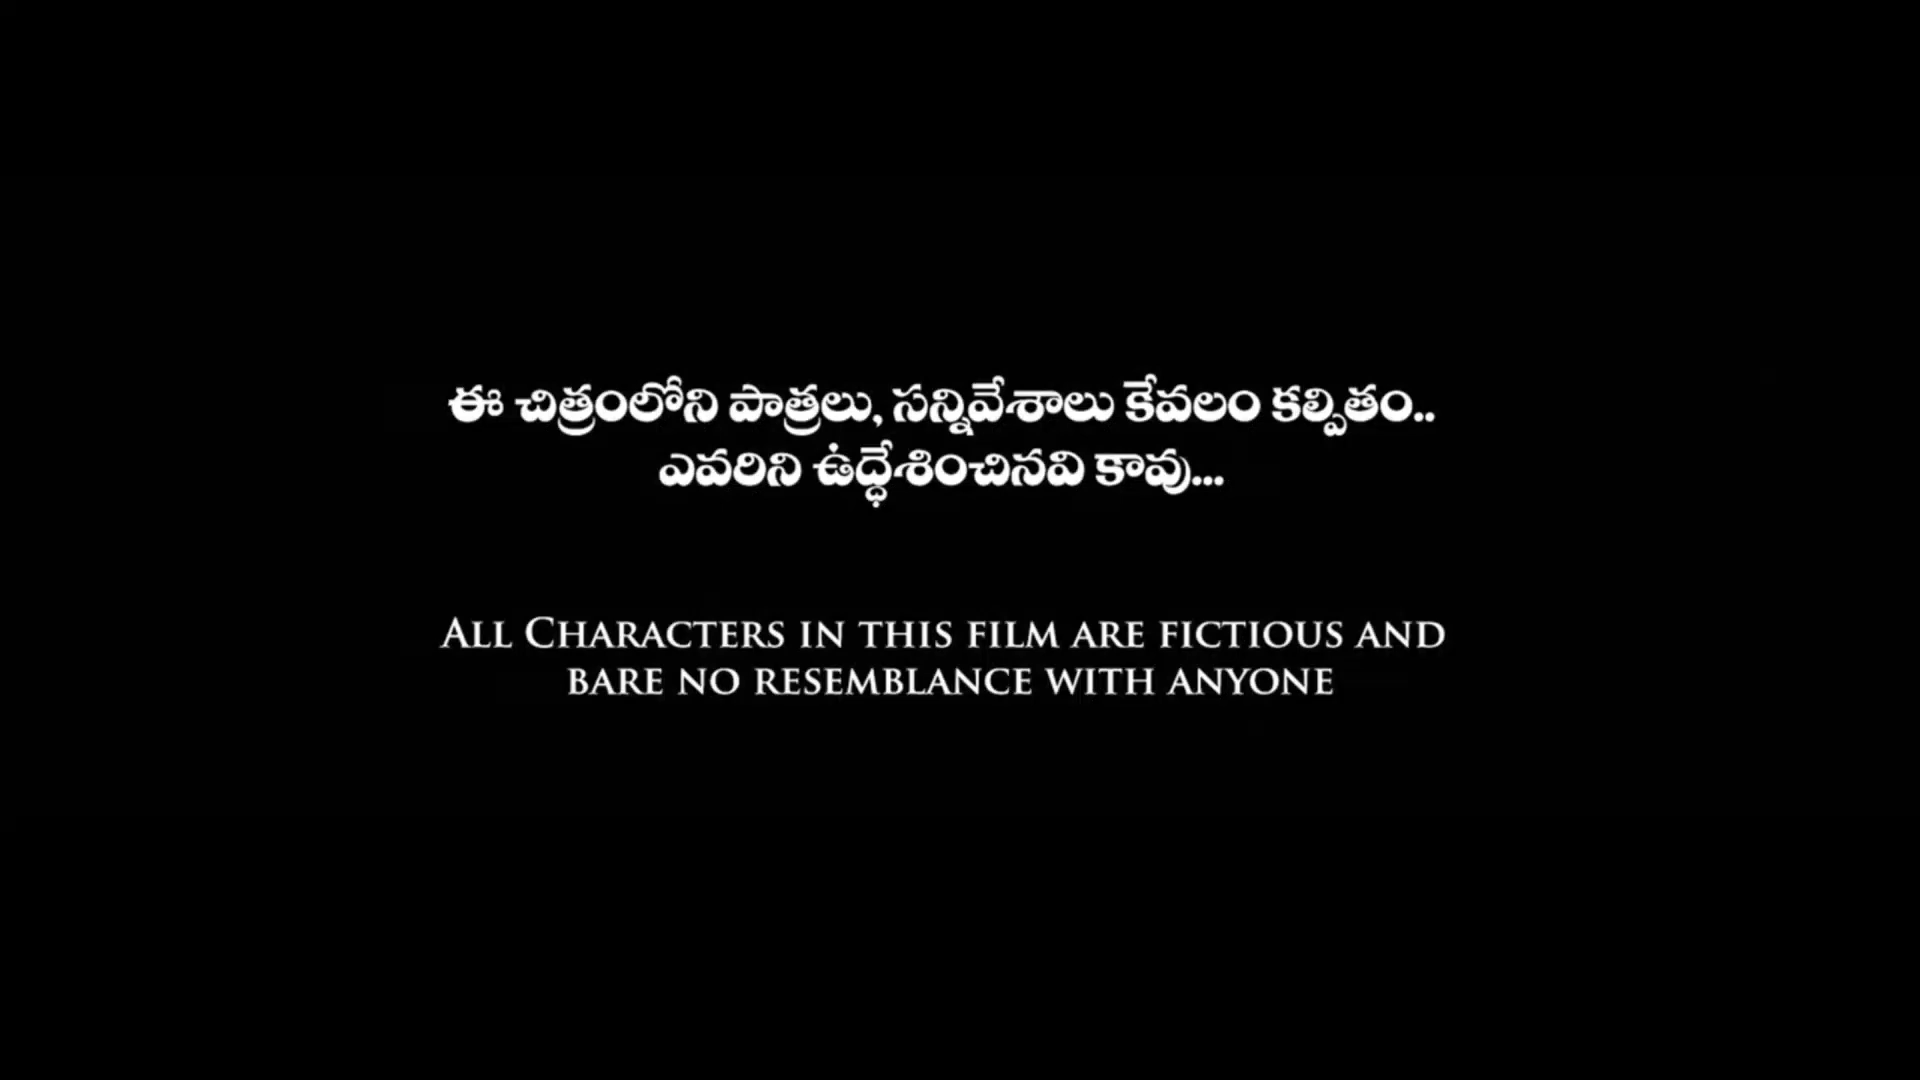 ఈ చిత్రంలోని పాత్రలు, సన్నివేశాలు కేవలం కల్పితం..
ఎవరిని ఉద్ధేశించినవి కావు...
ALL CHARACTERS IN THIS FILM ARE FICTIOUS AND
BARE NO RESEMBLANCE WITH ANYONE